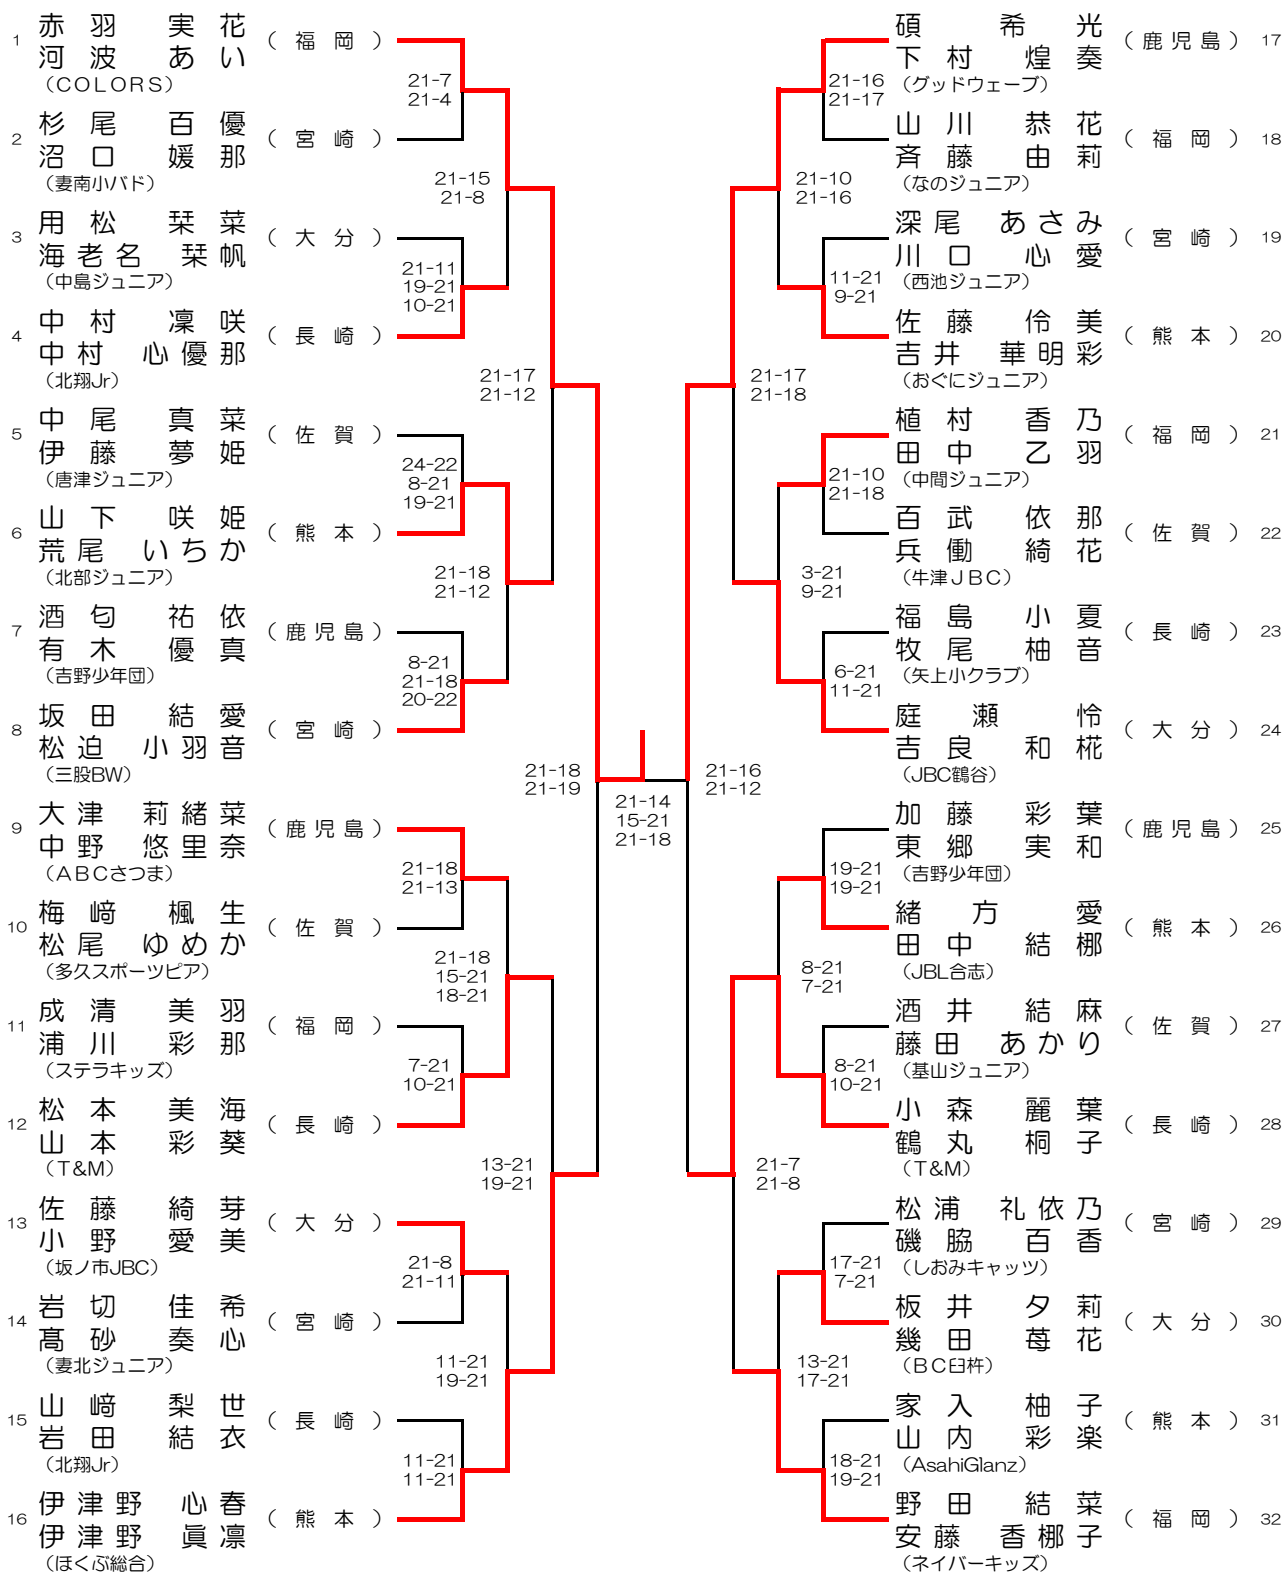 1 赤羽 実花 (福岡)
河波 あい
(COLORS)
21-7
21-4
2 杉尾 百優 (宮崎)
沼口 媛那
(妻南小バド)
21-15
21-8
3 用松 栞菜 (大分)
海老名 栞帆
(中島ジュニア)
21-11
19-21
10-21
4 中村 凜咲 (長崎)
中村 心優那
(北翔Jr)
21-17
21-12
5 中尾 真菜 (佐賀)
伊藤 夢姫
(唐津ジュニア)
24-22
8-21
19-21
6 山下 咲姫 (熊本)
荒尾 いちか
(北部ジュニア)
21-18
21-12
7 酒匂 祐依 (鹿児島)
有木 優真
(吉野少年団)
8-21
21-18
20-22
8 坂田 結愛 (宮崎)
松迫 小羽音
(三股BW)
21-18
21-19
9 大津 莉緒菜 (鹿児島)
中野 悠里奈
(ABCさつま)
21-18
21-13
10 梅﨑 楓生 (佐賀)
松尾 ゆめか
(多久スポーツピア)
21-18
15-21
18-21
11 成清 美羽 (福岡)
浦川 彩那
(ステラキッズ)
7-21
10-21
12 松本 美海 (長崎)
山本 彩葵
(T&M)
13-21
19-21
13 佐藤 綺芽 (大分)
小野 愛美
(坂ノ市JBC)
21-8
21-11
14 岩切 佳希 (宮崎)
髙砂 奏心
(妻北ジュニア)
11-21
19-21
15 山﨑 梨世 (長崎)
岩田 結衣
(北翔Jr)
11-21
11-21
16 伊津野 心春 (熊本)
伊津野 眞凛
(ほくぶ総合)
21-14
15-21
21-18
碩 希光 (鹿児島) 17
下村 煌奏
(グッドウェーブ)
21-16
21-17
山川 恭花 (福岡) 18
斉藤 由莉
(なのジュニア)
21-10
21-16
深尾 あさみ (宮崎) 19
川口 心愛
(西池ジュニア)
11-21
9-21
佐藤 伶美 (熊本) 20
吉井 華明彩
(おぐにジュニア)
21-17
21-18
植村 香乃 (福岡) 21
田中 乙羽
(中間ジュニア)
21-10
21-18
百武 依那 (佐賀) 22
兵働 綺花
(牛津JBC)
3-21
9-21
福島 小夏 (長崎) 23
牧尾 柚音
(矢上小クラブ)
6-21
11-21
庭瀬 怜 (大分) 24
吉良 和椛
(JBC鶴谷)
21-16
21-12
加藤 彩葉 (鹿児島) 25
東郷 実和
(吉野少年団)
19-21
19-21
緒方 愛 (熊本) 26
田中 結梛
(JBL合志)
8-21
7-21
酒井 結麻 (佐賀) 27
藤田 あかり
(基山ジュニア)
8-21
10-21
小森 麗葉 (長崎) 28
鶴丸 桐子
(T&M)
21-7
21-8
松浦 礼依乃 (宮崎) 29
磯脇 百香
(しおみキャッツ)
17-21
7-21
板井 夕莉 (大分) 30
幾田 苺花
(BC臼杵)
13-21
17-21
家入 柚子 (熊本) 31
山内 彩楽
(AsahiGlanz)
18-21
19-21
野田 結菜 (福岡) 32
安藤 香梛子
(ネイバーキッズ)